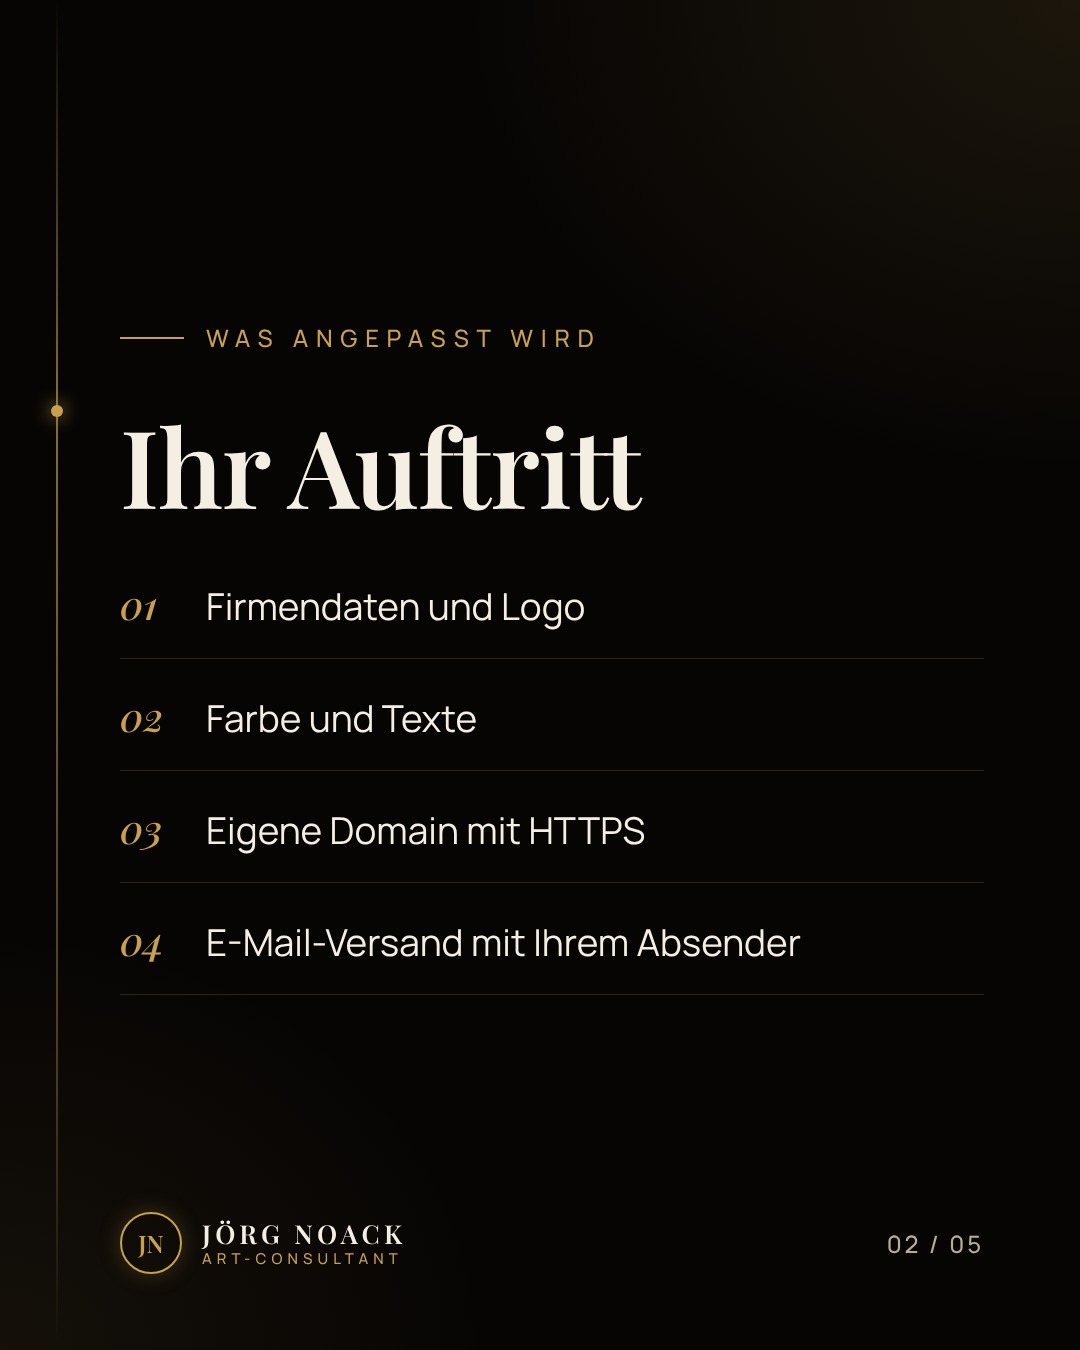 WAS ANGEPASST WIRD
Ihr Auftritt
01 Firmendaten und Logo
02 Farbe und Texte
03 Eigene Domain mit HTTPS
04 E-Mail-Versand mit Ihrem Absender
JN
JÖRG NOACK
ART-CONSULTANT
02 / 05